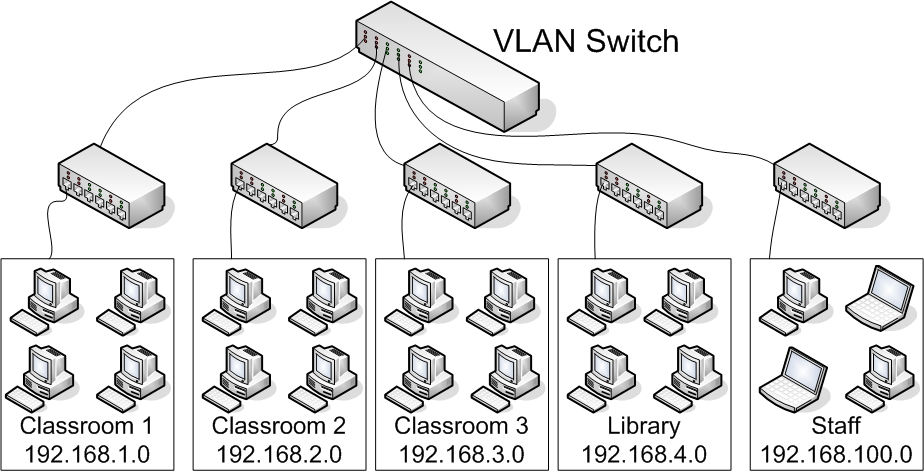 VLAN Switch
Classroom 1
192.168.1.0
Classroom 2
192.168.2.0
Classroom 3
192.168.3.0
Library
192.168.4.0
Staff
192.168.100.0